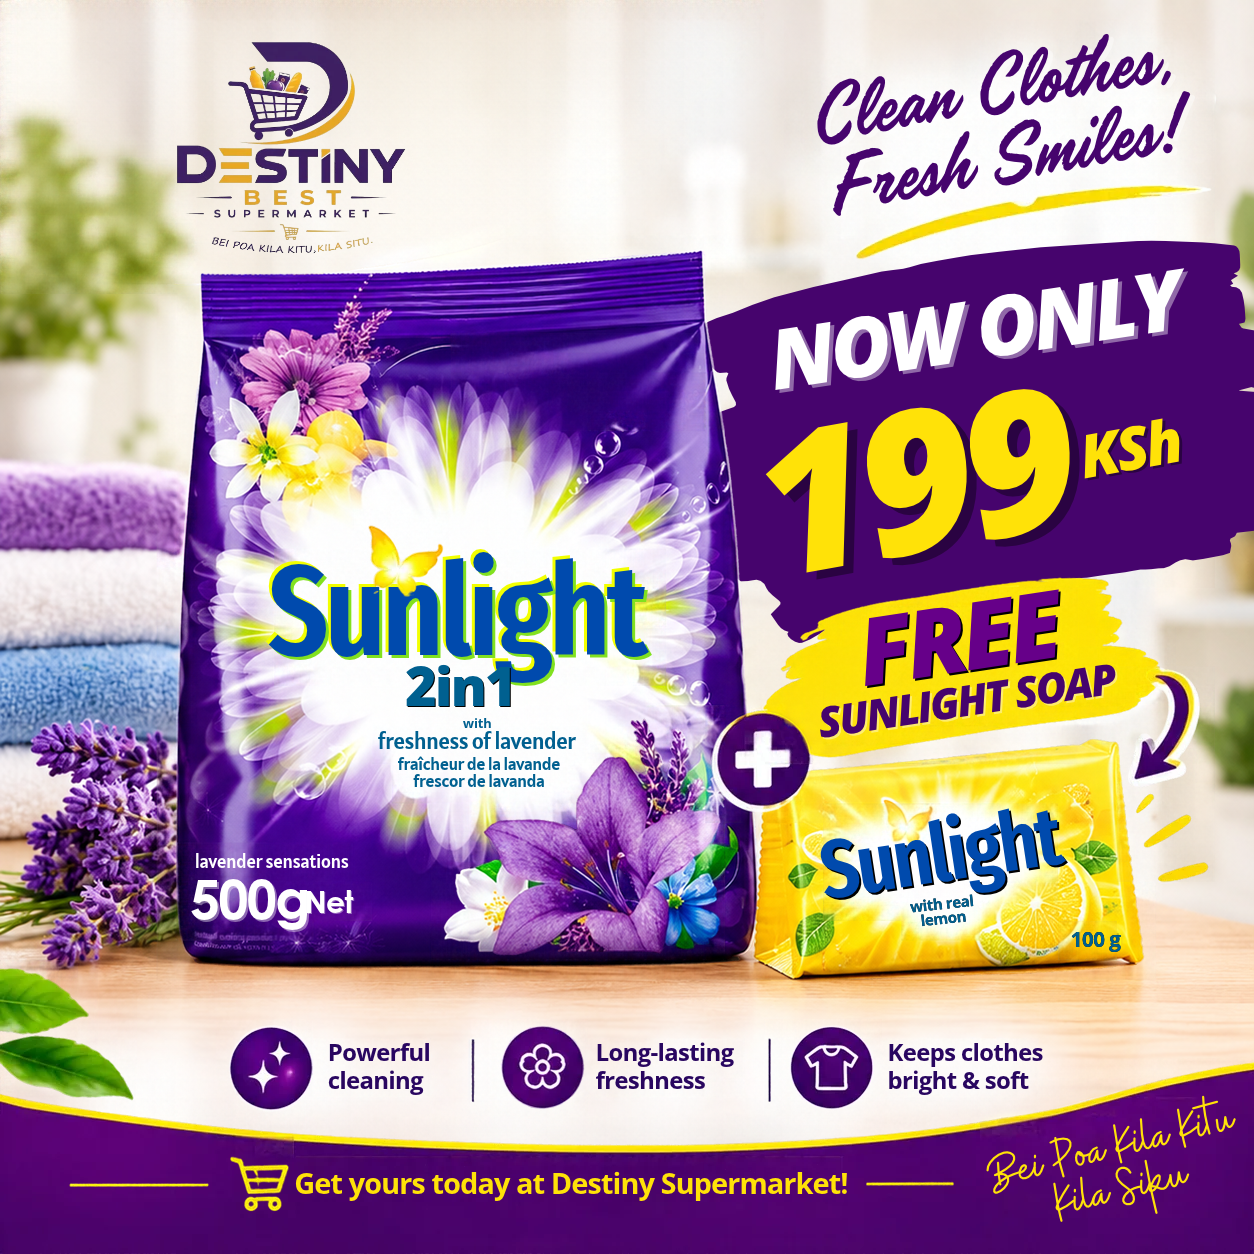 DESTINY
BEST
SUPERMARKET
BEI POA KILA KITU, KILA SITU.
Clean Clothes,
Fresh Smiles!
NOW ONLY
199 KSh
FREE
SUNLIGHT SOAP
Sunlight
2in1
with
freshness of lavender
fraîcheur de la lavande
frescor de lavanda
lavender sensations
500gNet
Sunlight
with real
lemon
100 g
Powerful
cleaning
Long-lasting
freshness
Keeps clothes
bright & soft
Get yours today at Destiny Supermarket!
Bei Poa Kila Kitu
Kila Siku